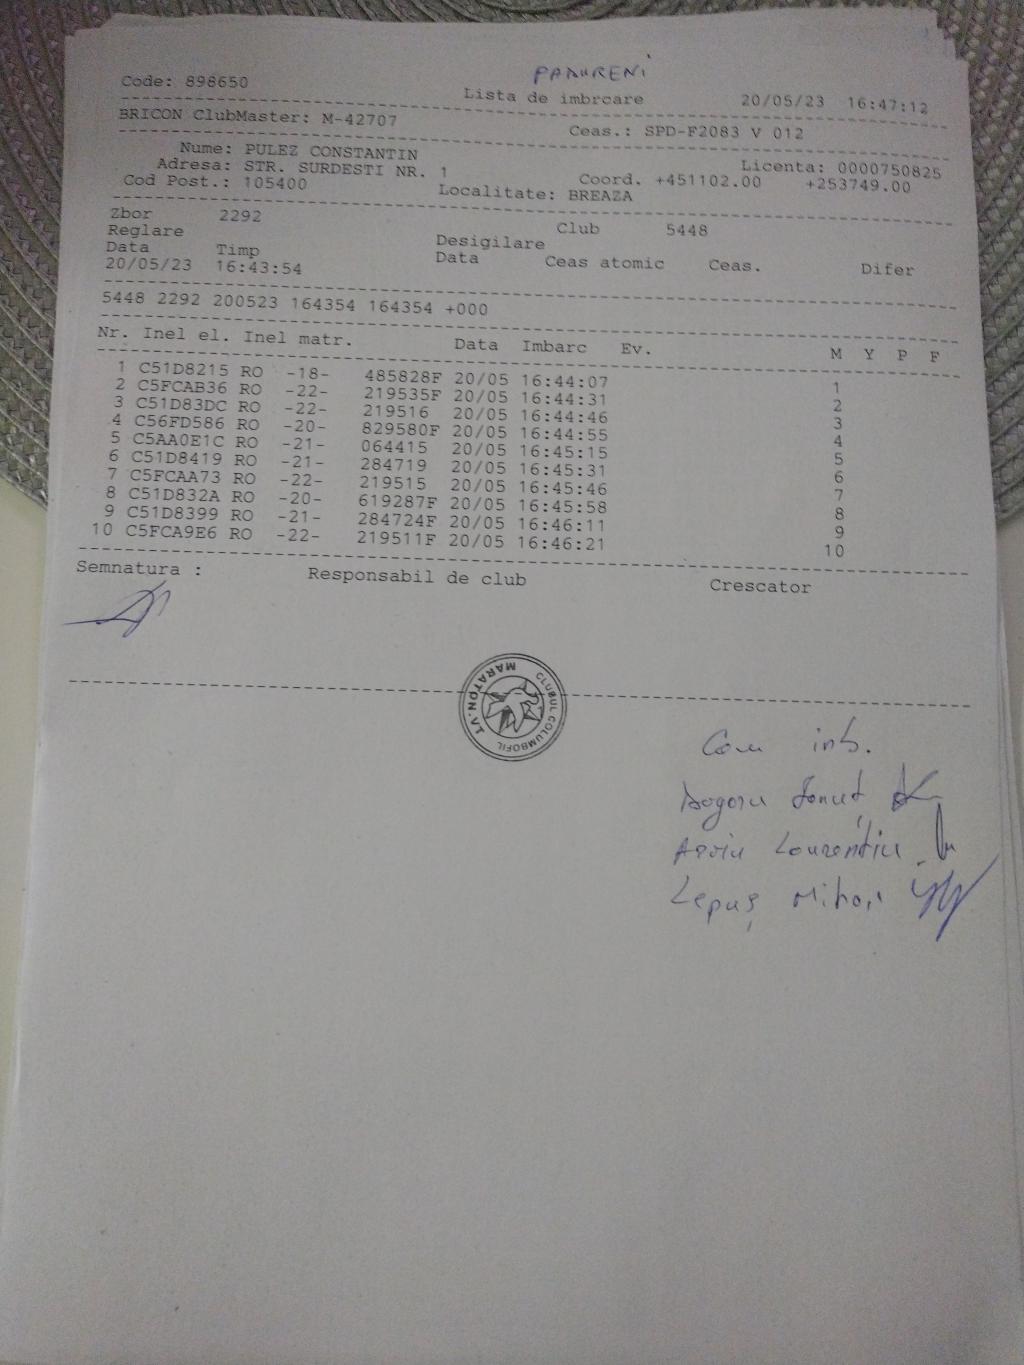 PADURENI
Code: 898650
Lista de imbrcare 20/05/23 16:47:12
BRICON ClubMaster: M-42707 Ceas.: SPD-F2083 V 012
Nume: PULEZ CONSTANTIN Licenta: 0000750825
Adresa: STR. SURDESTI NR. 1 Coord. +451102.00 +253749.00
Cod Post.: 105400 Localitate: BREAZA
Zbor 2292 Club 5448
Reglare Desigilare
Data Timp Data Ceas atomic Ceas. Difer
20/05/23 16:43:54
5448 2292 200523 164354 164354 +000
Nr. Inel el. Inel matr. Data Imbarc Ev. M Y P F
1 C51D8215 RO -18- 485828F 20/05 16:44:07 1
2 C5FCAB36 RO -22- 219535F 20/05 16:44:31 2
3 C51D83DC RO -22- 219516 20/05 16:44:46 3
4 C56FD586 RO -20- 829580F 20/05 16:44:55 4
5 C5AA0E1C RO -21- 064415 20/05 16:45:15 5
6 C51D8419 RO -21- 284719 20/05 16:45:31 6
7 C5FCAA73 RO -22- 219515 20/05 16:45:46 7
8 C51D832A RO -20- 619287F 20/05 16:45:58 8
9 C51D8399 RO -21- 284724F 20/05 16:46:11 9
10 C5FCA9E6 RO -22- 219511F 20/05 16:46:21 10
Semnatura : Responsabil de club Crescator
CLUBUL COLUMBOFIL
MARATON.VT
Com imb.
Ionuț
Laurențiu
Lepuș Mihai